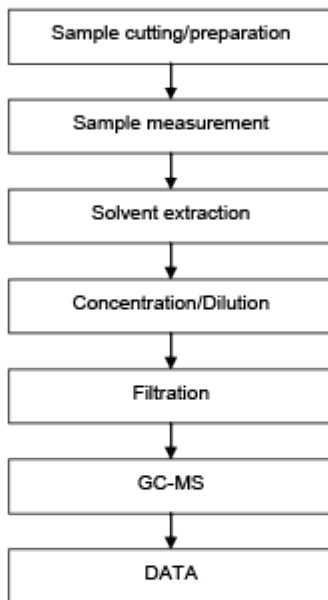 Sample cutting/preparation
Sample measurement
Solvent extraction
Concentration/Dilution
Filtration
GC-MS
DATA